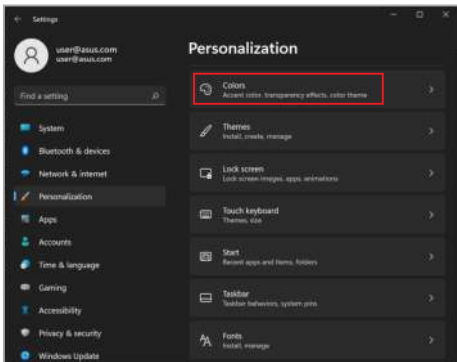 Settings
user@asus.com
user@asus.com
Find a setting
System
Bluetooth & devices
Network & internet
Personalization
Apps
Accounts
Time & language
Gaming
Accessibility
Privacy & security
Windows Update
Personalization
Colors
Accent color, transparency effects, color theme
Themes
Install, create, manage
Lock screen
Lock screen images, apps, animations
Touch keyboard
Themes, size
Start
Recent apps and items, folders
Taskbar
Taskbar behaviors, system pins
Fonts
Install, manage